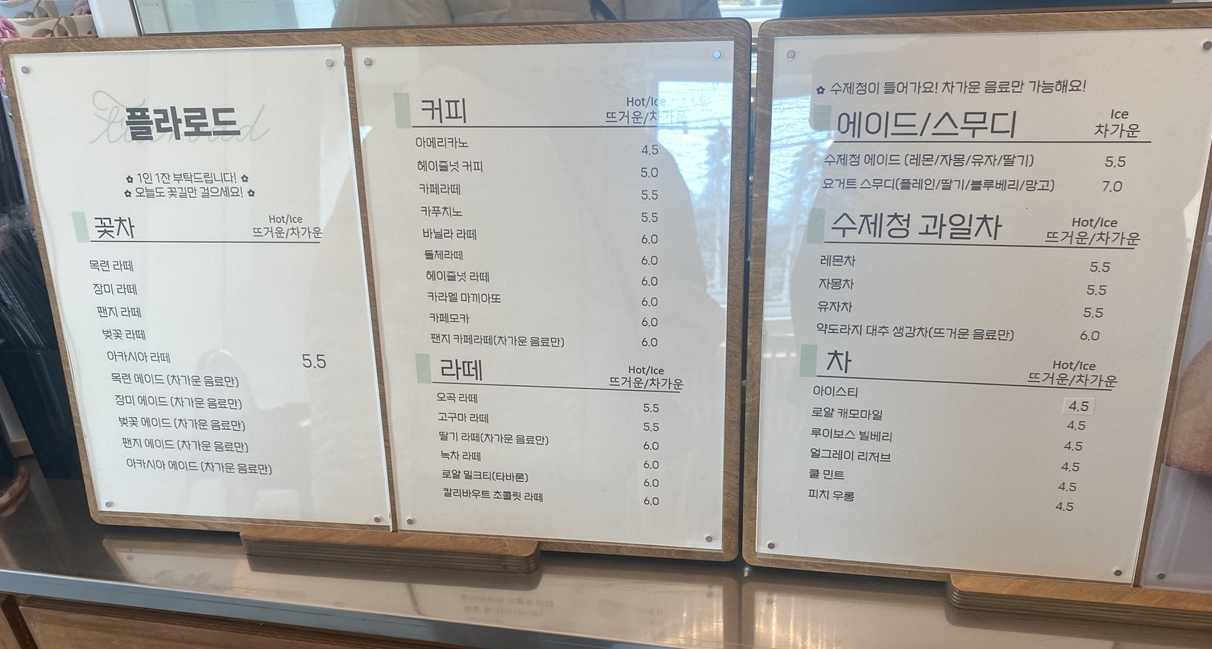 플라로드
✿ 1인 1잔 부탁드립니다! ✿
✿ 오늘도 꽃길만 걸으세요! ✿
꽃차 Hot/Ice
뜨거운/차가운
목련 라떼
장미 라떼
팬지 라떼
벚꽃 라떼
아카시아 라떼 5.5
목련 에이드 (차가운 음료만)
장미 에이드 (차가운 음료만)
벚꽃 에이드 (차가운 음료만)
팬지 에이드 (차가운 음료만)
아카시아 에이드 (차가운 음료만)
커피 Hot/Ice
뜨거운/차가운
아메리카노 4.5
헤이즐넛 커피 5.0
카페라떼 5.5
카푸치노 5.5
바닐라 라떼 6.0
돌체라떼 6.0
헤이즐넛 라떼 6.0
카라멜 마끼아또 6.0
카페모카 6.0
팬지 카페라떼(차가운 음료만) 6.0
라떼 Hot/Ice
뜨거운/차가운
오곡 라떼 5.5
고구마 라떼 5.5
딸기 라떼(차가운 음료만) 6.0
녹차 라떼 6.0
로얄 밀크티(타바론) 6.0
칼리바우트 초콜릿 라떼 6.0
✿ 수제청이 들어가요! 차가운 음료만 가능해요!
에이드/스무디 Ice
차가운
수제청 에이드 (레몬/자몽/유자/딸기) 5.5
요거트 스무디(플레인/딸기/블루베리/망고) 7.0
수제청 과일차 Hot/Ice
뜨거운/차가운
레몬차 5.5
자몽차 5.5
유자차 5.5
약도라지 대추 생강차(뜨거운 음료만) 6.0
차 Hot/Ice
뜨거운/차가운
아이스티 4.5
로얄 캐모마일 4.5
루이보스 빌베리 4.5
얼그레이 리저브 4.5
쿨 민트 4.5
피치 우롱 4.5